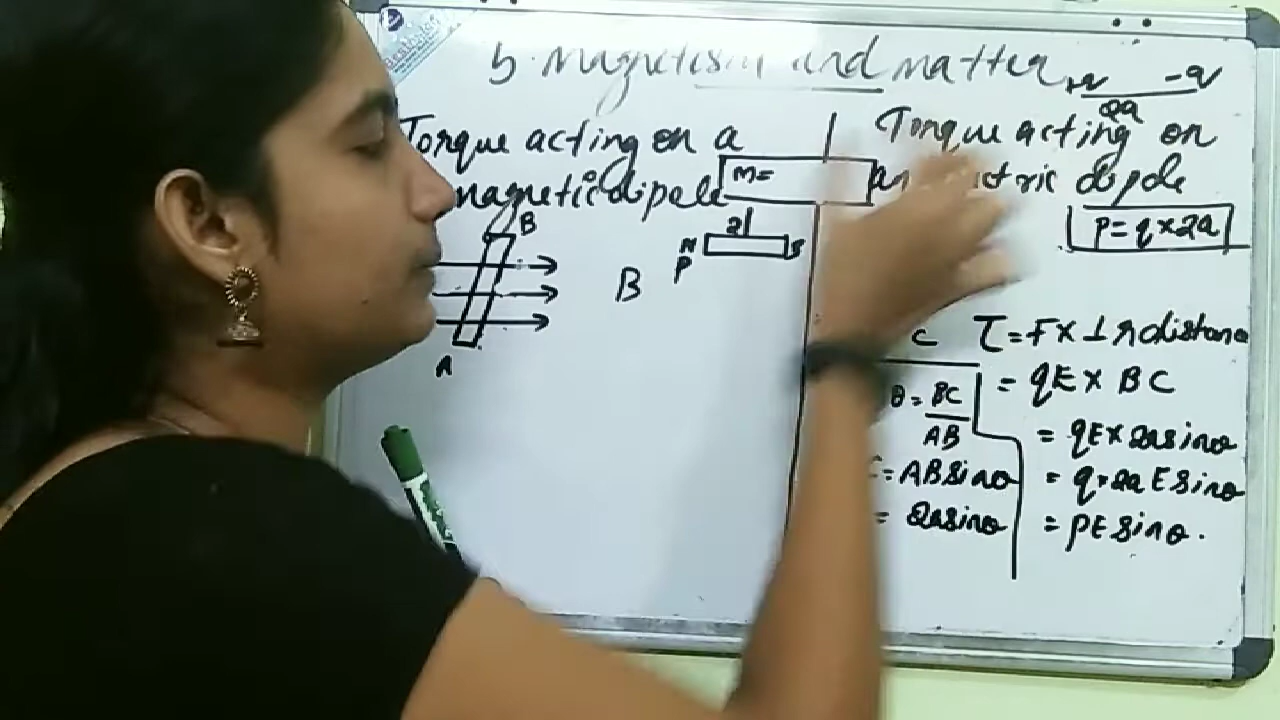 5. Magnetism and matter
+q -q
2a
Torque acting on a
magnetic dipole
m=
B
2l
N S
P
B
A
Torque acting on
an dipole
P = q×2a
C
τ = F × ⊥r distance
= qE × BC
= qE × 2a sinθ
= q×2a E sinθ
= PE sinθ.
θ = BC
AB
= AB sinθ
= 2a sinθ